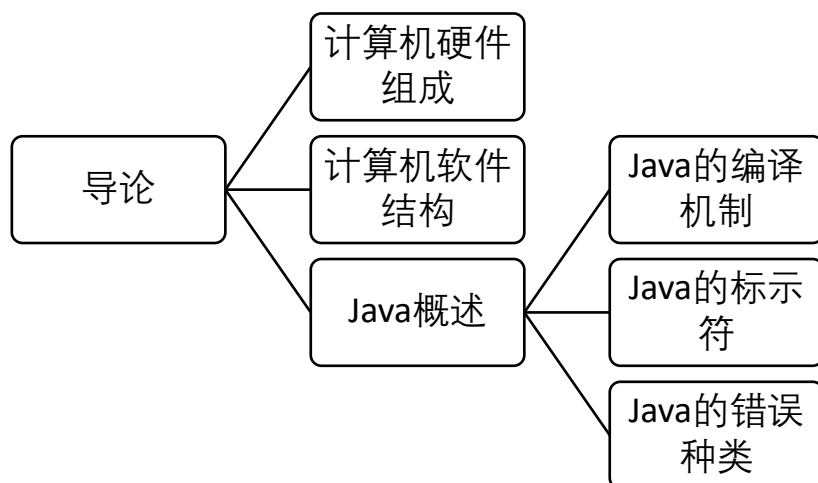 导论
计算机硬件
组成
计算机软件
结构
Java概述
Java的编译
机制
Java的标示
符
Java的错误
种类